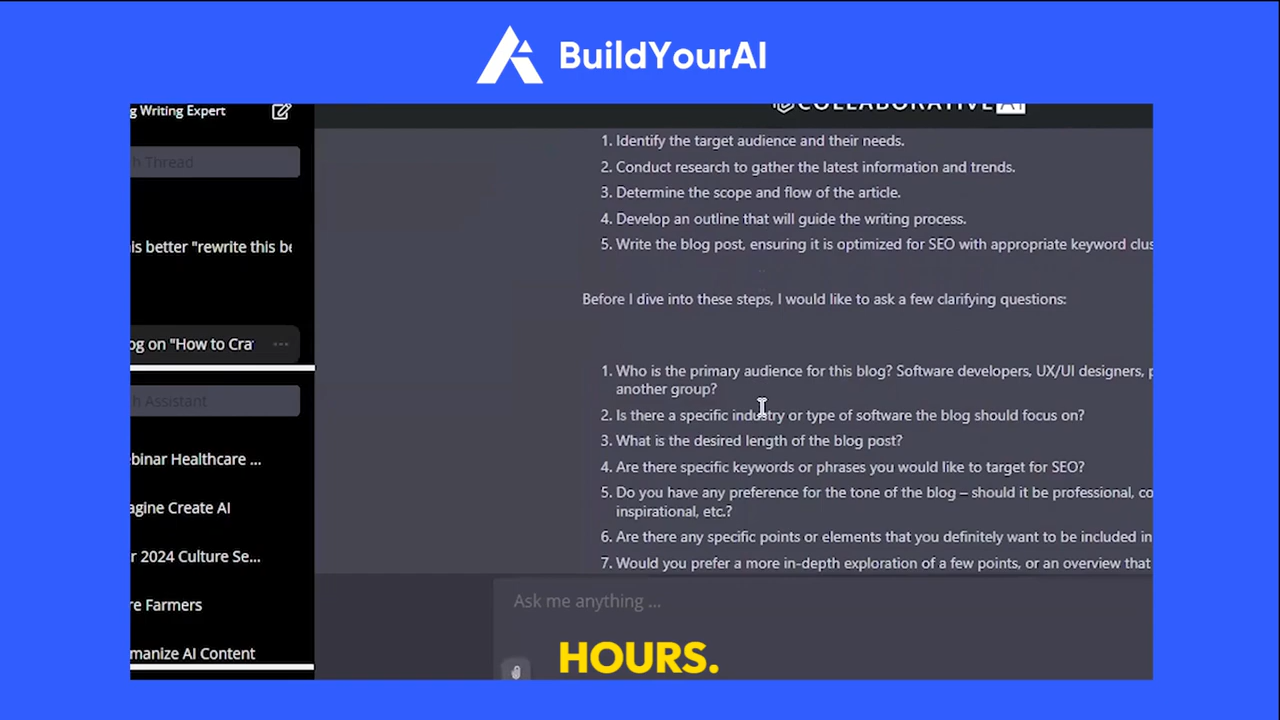 BuildYourAI
g Writing Expert
COLLABORATIVE AI
h Thread
1. Identify the target audience and their needs.
2. Conduct research to gather the latest information and trends.
3. Determine the scope and flow of the article.
4. Develop an outline that will guide the writing process.
5. Write the blog post, ensuring it is optimized for SEO with appropriate keyword clus
is better "rewrite this be
Before I dive into these steps, I would like to ask a few clarifying questions:
og on "How to Cra
...
1. Who is the primary audience for this blog? Software developers, UX/UI designers, p
another group?
2. Is there a specific industry or type of software the blog should focus on?
3. What is the desired length of the blog post?
4. Are there specific keywords or phrases you would like to target for SEO?
5. Do you have any preference for the tone of the blog – should it be professional, co
inspirational, etc.?
6. Are there any specific points or elements that you definitely want to be included in
7. Would you prefer a more in-depth exploration of a few points, or an overview that
h Assistant
ebinar Healthcare ...
agine Create AI
r 2024 Culture Se...
re Farmers
manize AI Content
Ask me anything ...
HOURS.